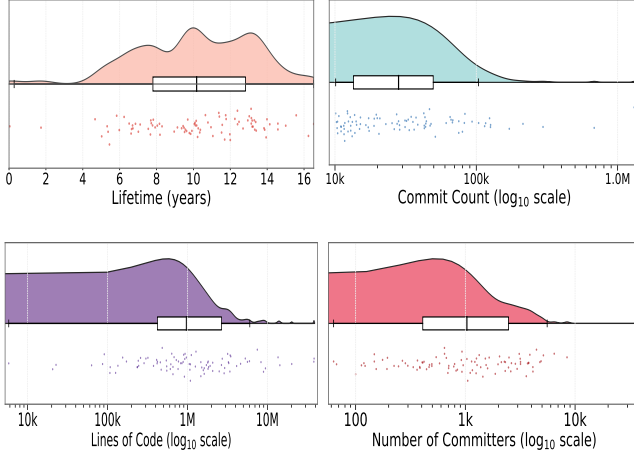 0 2 4 6 8 10 12 14 16
Lifetime (years)
10k 100k 1.0M
Commit Count (log₁₀ scale)
10k 100k 1M 10M
Lines of Code (log₁₀ scale)
100 1k 10k
Number of Committers (log₁₀ scale)